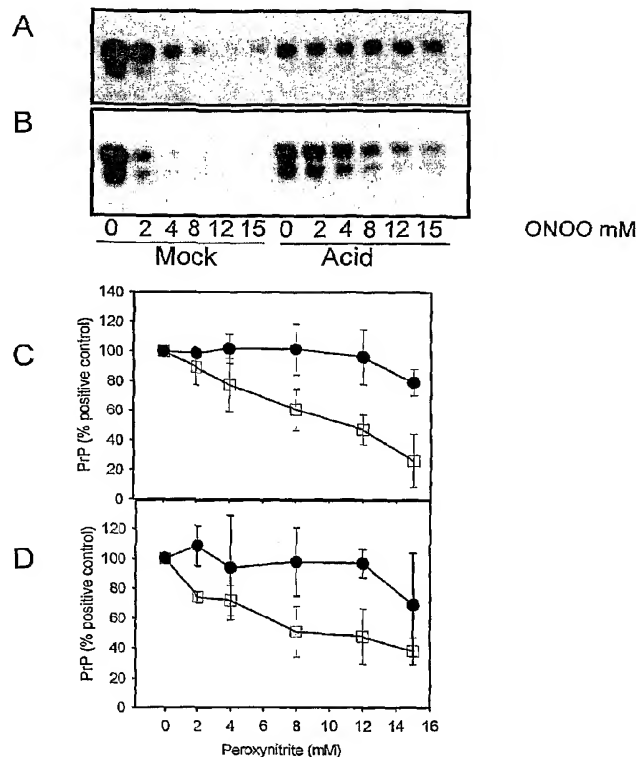 A
B
0 2 4 8 12 15 0 2 4 8 12 15 ONOO mM
Mock Acid
C
PrP (% positive control)
140
120
100
80
60
40
20
0
D
PrP (% positive control)
120
100
80
60
40
20
0
0 2 4 6 8 10 12 14 16
Peroxynitrite (mM)